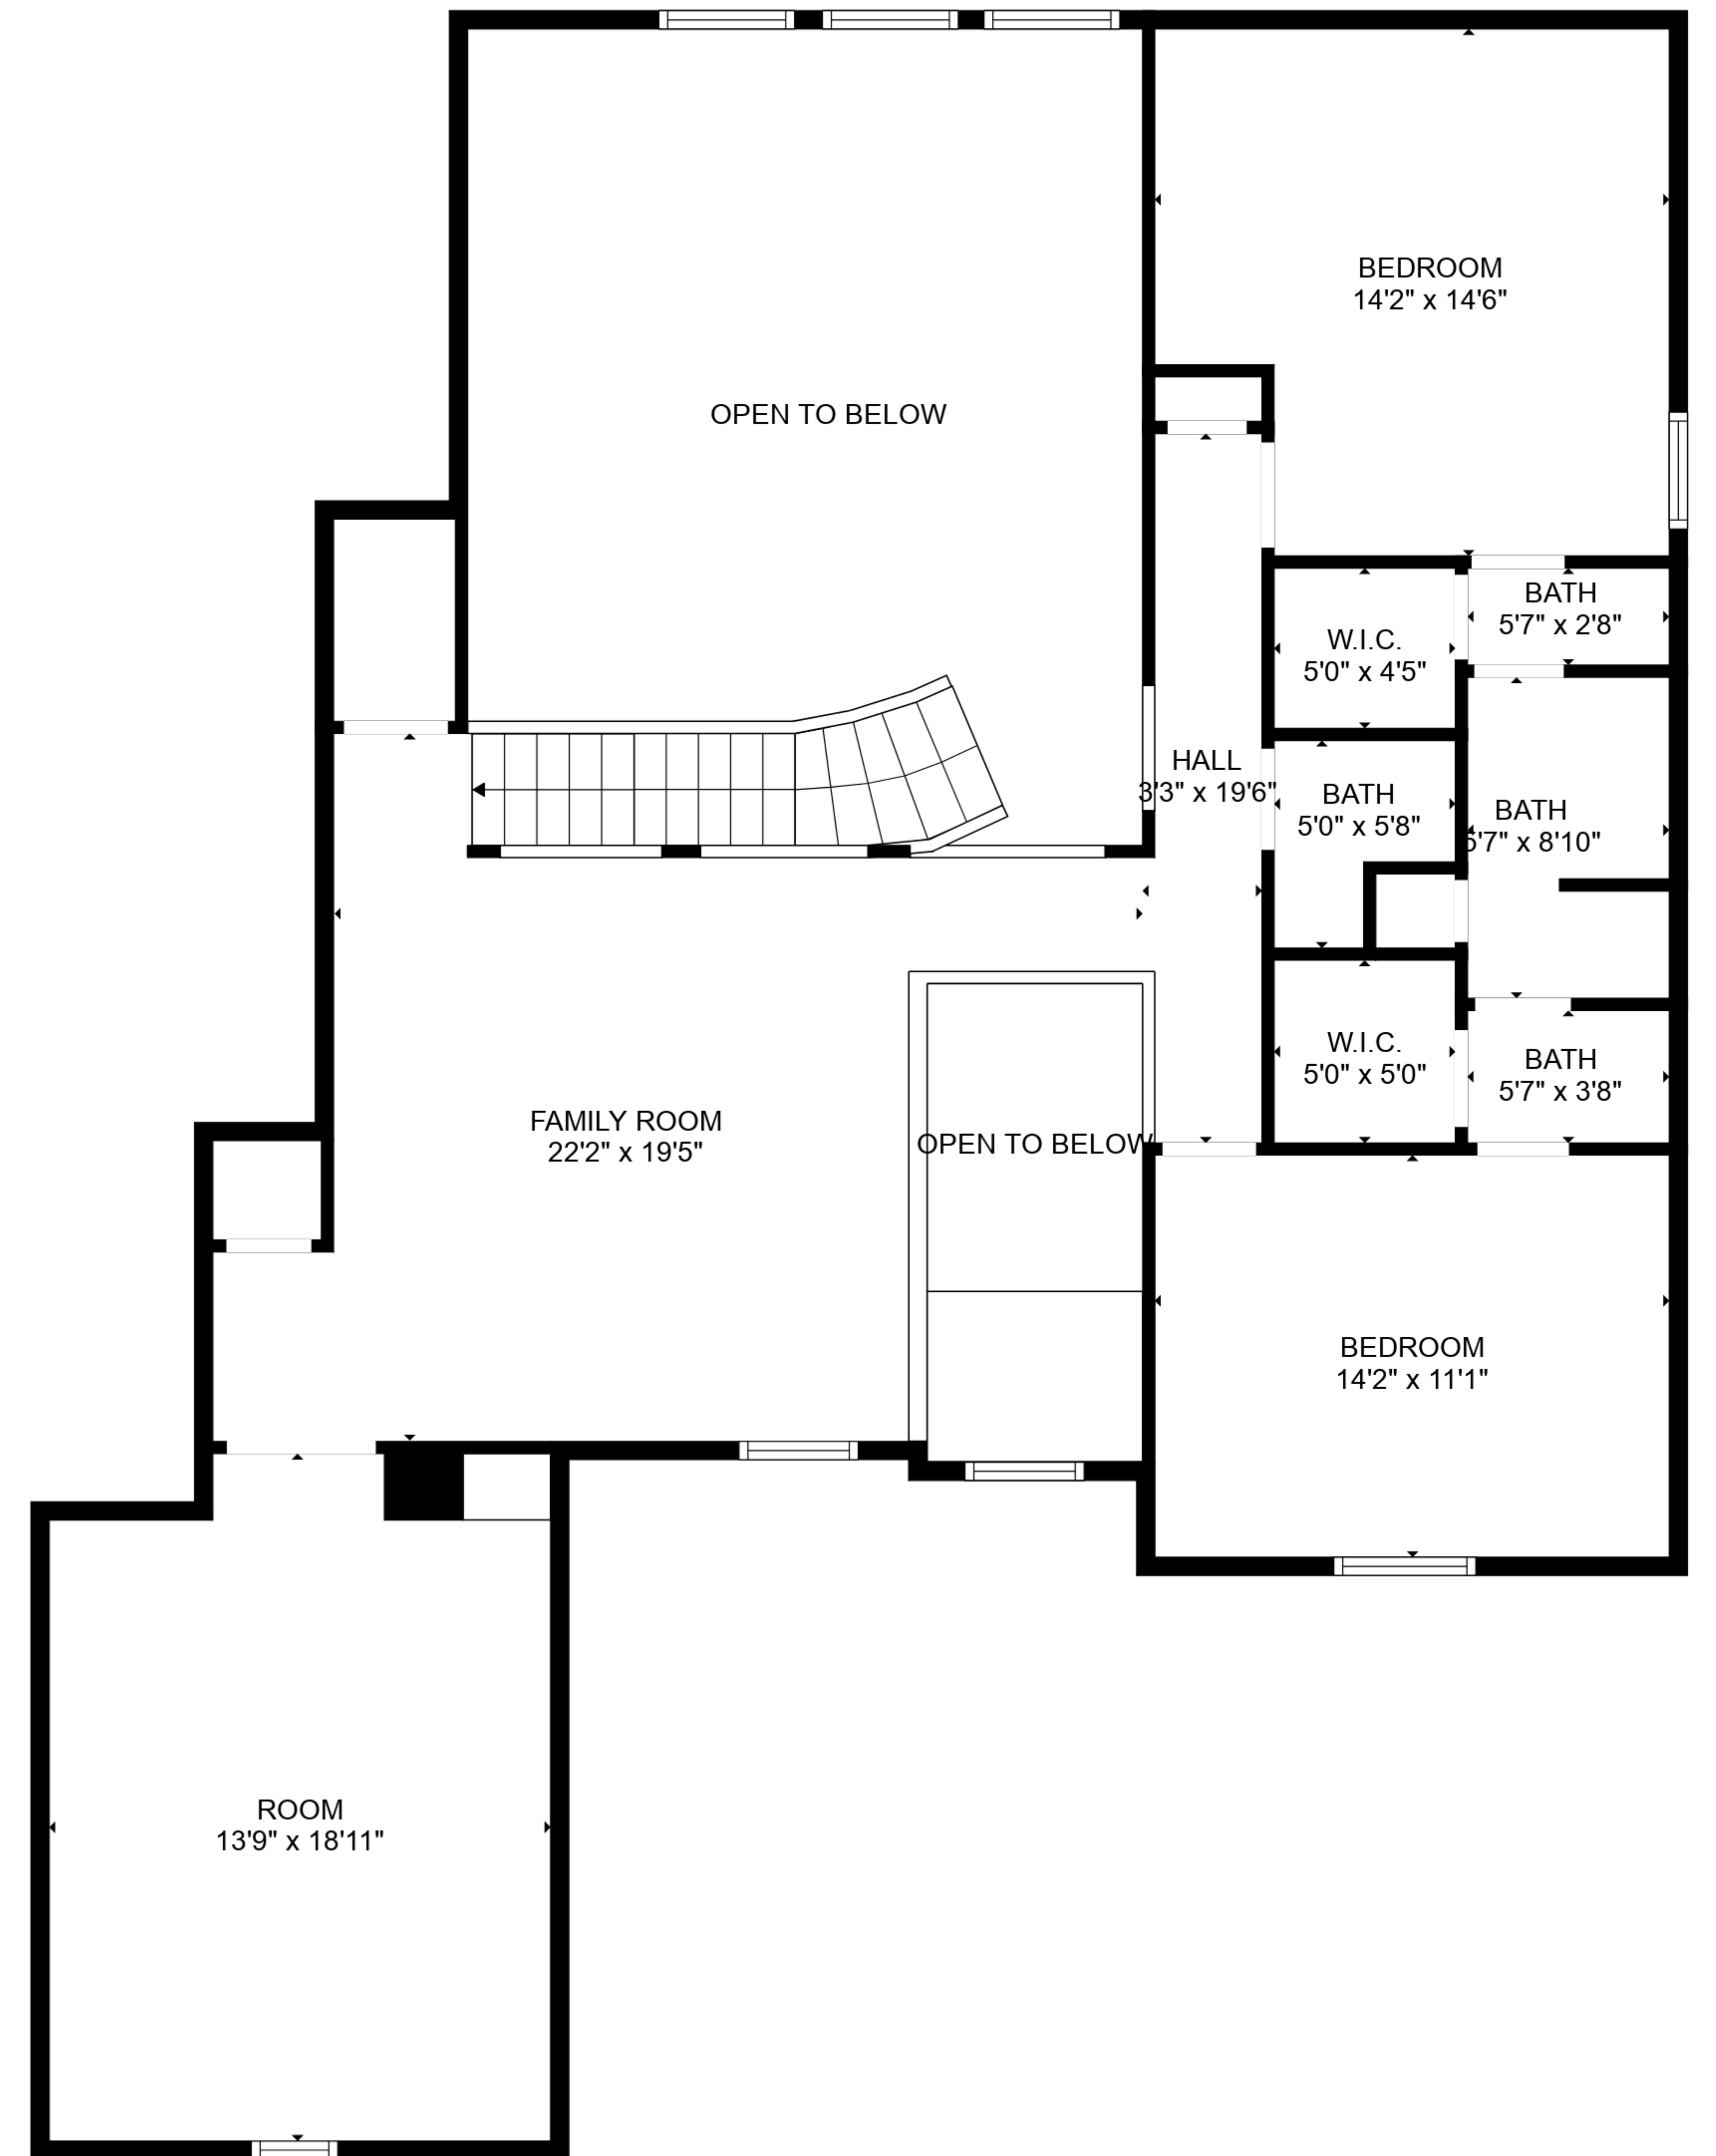 BEDROOM
14'2" x 14'6"
OPEN TO BELOW
BATH
5'7" x 2'8"
W.I.C.
5'0" x 4'5"
HALL
3'3" x 19'6"
BATH
5'0" x 5'8"
BATH
5'7" x 8'10"
W.I.C.
5'0" x 5'0"
BATH
5'7" x 3'8"
FAMILY ROOM
22'2" x 19'5"
OPEN TO BELOW
BEDROOM
14'2" x 11'1"
ROOM
13'9" x 18'11"